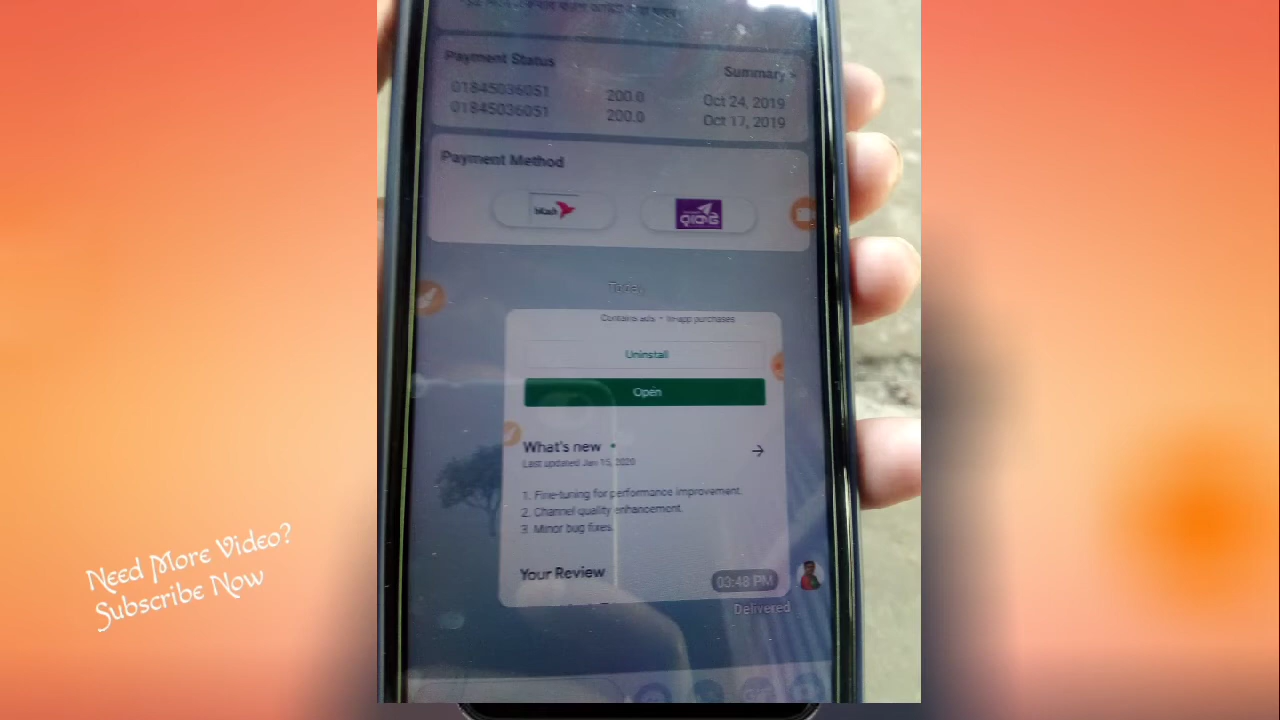 Payment Status
Summary >
01845036051 200.0 Oct 24, 2019
01845036051 200.0 Oct 17, 2019
Payment Method
bKash
রকেট
Today
Contains ads • In-app purchases
Uninstall
Open
What's new •
Last updated Jan 15, 2020
1. Fine-tuning for performance improvement.
2. Channel quality enhancement.
3. Minor bug fixes.
Your Review
03:48 PM
Delivered
Need More Video?
Subscribe Now